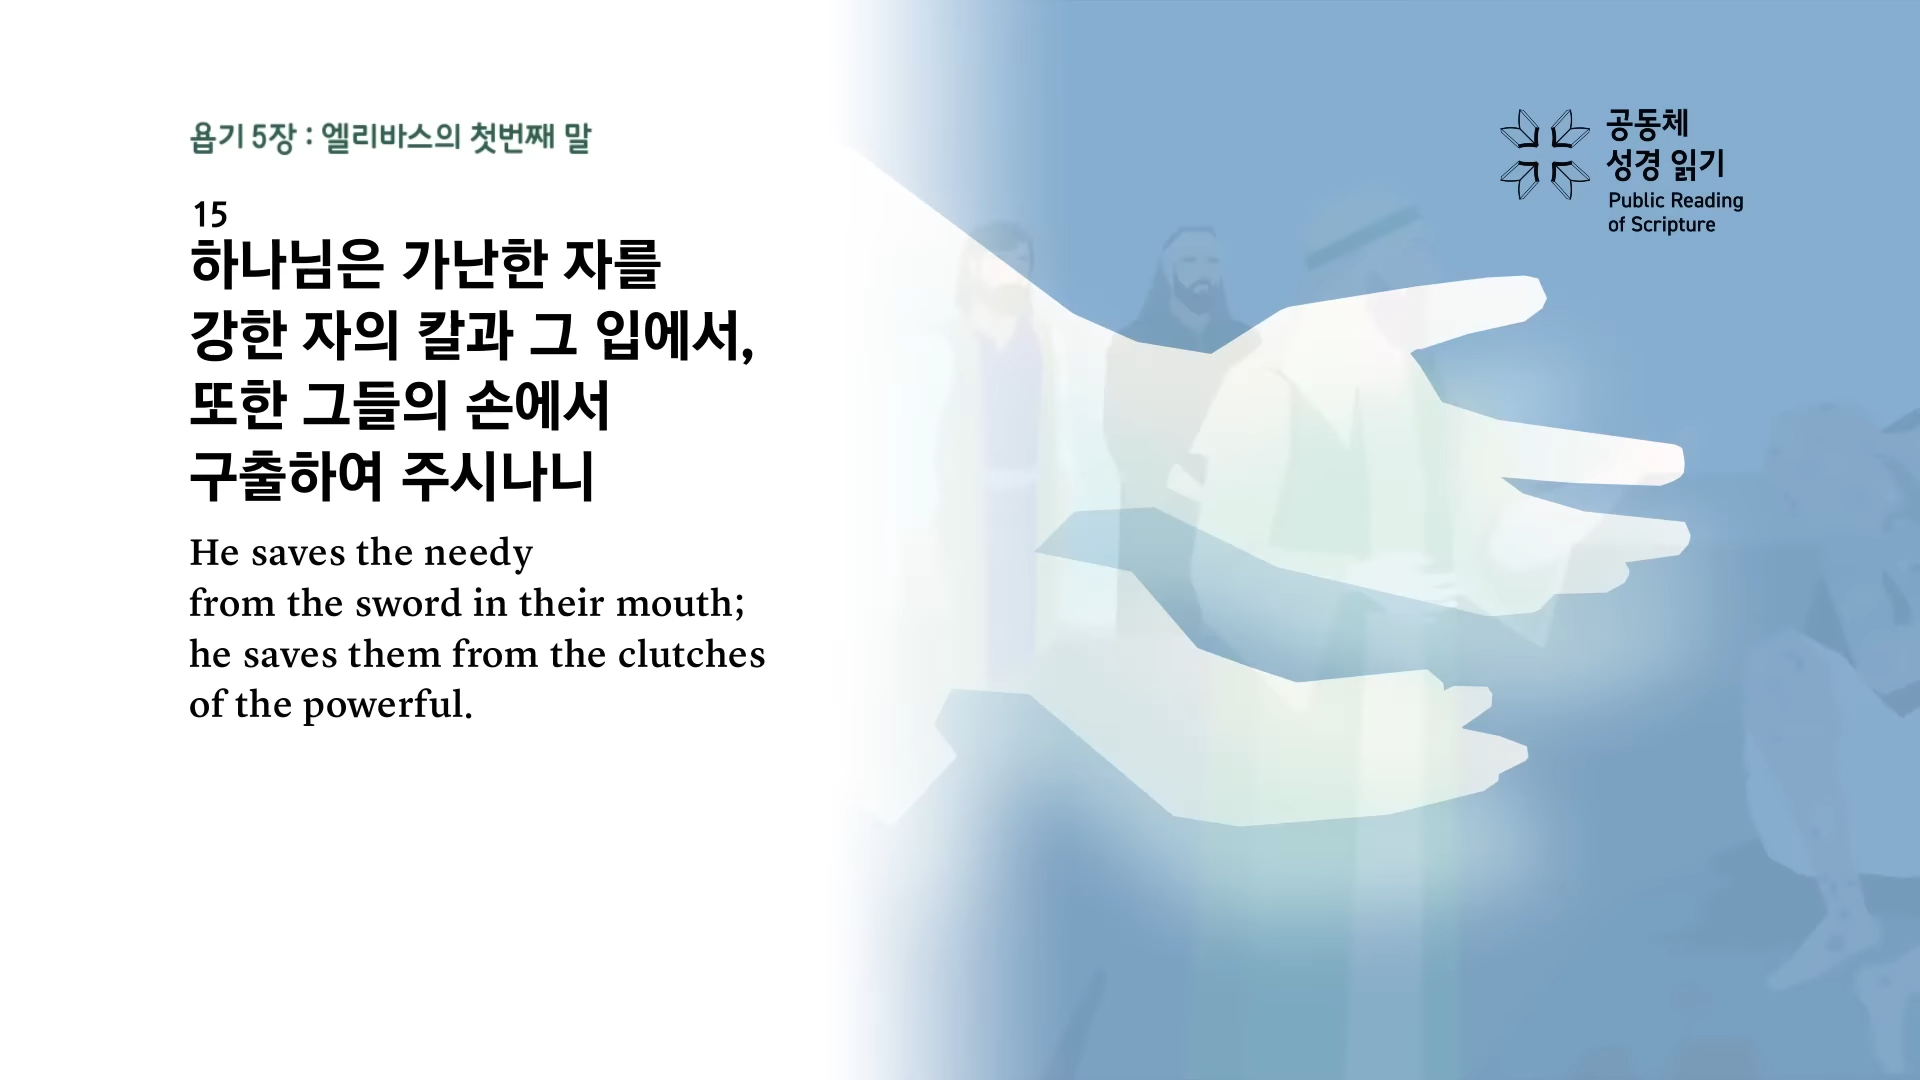 욥기 5장 : 엘리바스의 첫번째 말
15
하나님은 가난한 자를
강한 자의 칼과 그 입에서,
또한 그들의 손에서
구출하여 주시나니
He saves the needy
from the sword in their mouth;
he saves them from the clutches
of the powerful.
공동체
성경 읽기
Public Reading
of Scripture